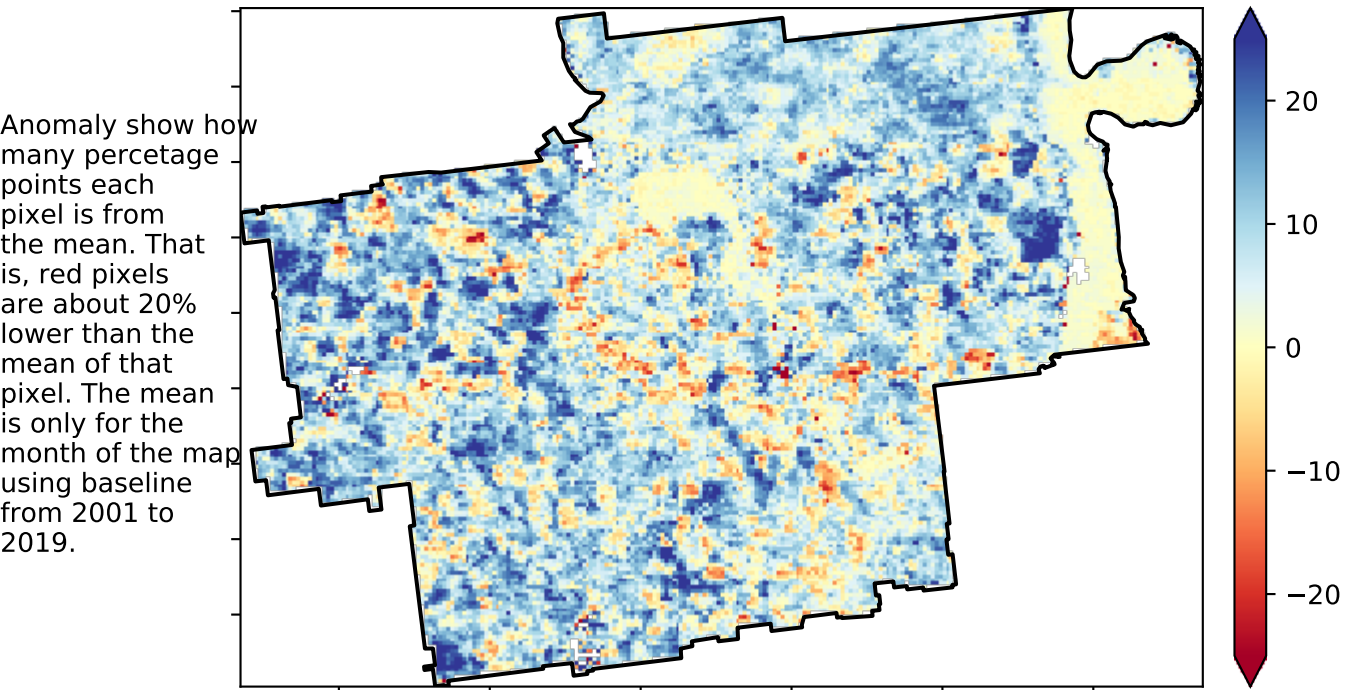 Anomaly show how
many percetage
points each
pixel is from
the mean. That
is, red pixels
are about 20%
lower than the
mean of that
pixel. The mean
is only for the
month of the map
using baseline
from 2001 to
2019.
20
10
0
−10
−20